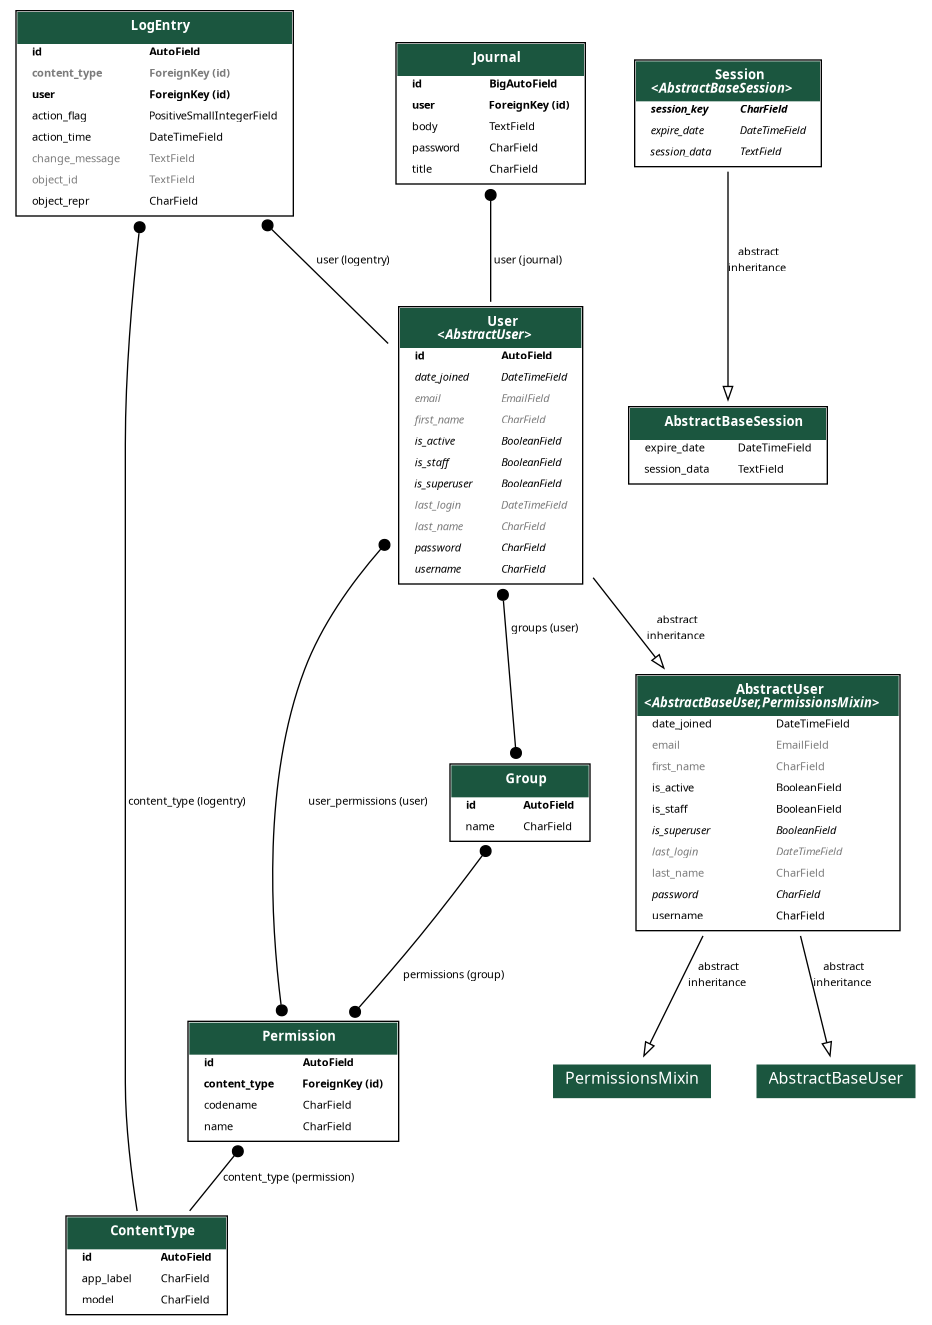 LogEntry
id AutoField
content_type ForeignKey (id)
user ForeignKey (id)
action_flag PositiveSmallIntegerField
action_time DateTimeField
change_message TextField
object_id TextField
object_repr CharField
Journal
id BigAutoField
user ForeignKey (id)
body TextField
password CharField
title CharField
Session
<AbstractBaseSession>
session_key CharField
expire_date DateTimeField
session_data TextField
user (logentry)
user (journal)
abstract
inheritance
User
<AbstractUser>
id AutoField
date_joined DateTimeField
email EmailField
first_name CharField
is_active BooleanField
is_staff BooleanField
is_superuser BooleanField
last_login DateTimeField
last_name CharField
password CharField
username CharField
AbstractBaseSession
expire_date DateTimeField
session_data TextField
groups (user)
abstract
inheritance
AbstractUser
<AbstractBaseUser,PermissionsMixin>
date_joined DateTimeField
email EmailField
first_name CharField
is_active BooleanField
is_staff BooleanField
is_superuser BooleanField
last_login DateTimeField
last_name CharField
password CharField
username CharField
content_type (logentry)
user_permissions (user)
Group
id AutoField
name CharField
permissions (group)
abstract
inheritance
abstract
inheritance
Permission
id AutoField
content_type ForeignKey (id)
codename CharField
name CharField
PermissionsMixin
AbstractBaseUser
content_type (permission)
ContentType
id AutoField
app_label CharField
model CharField